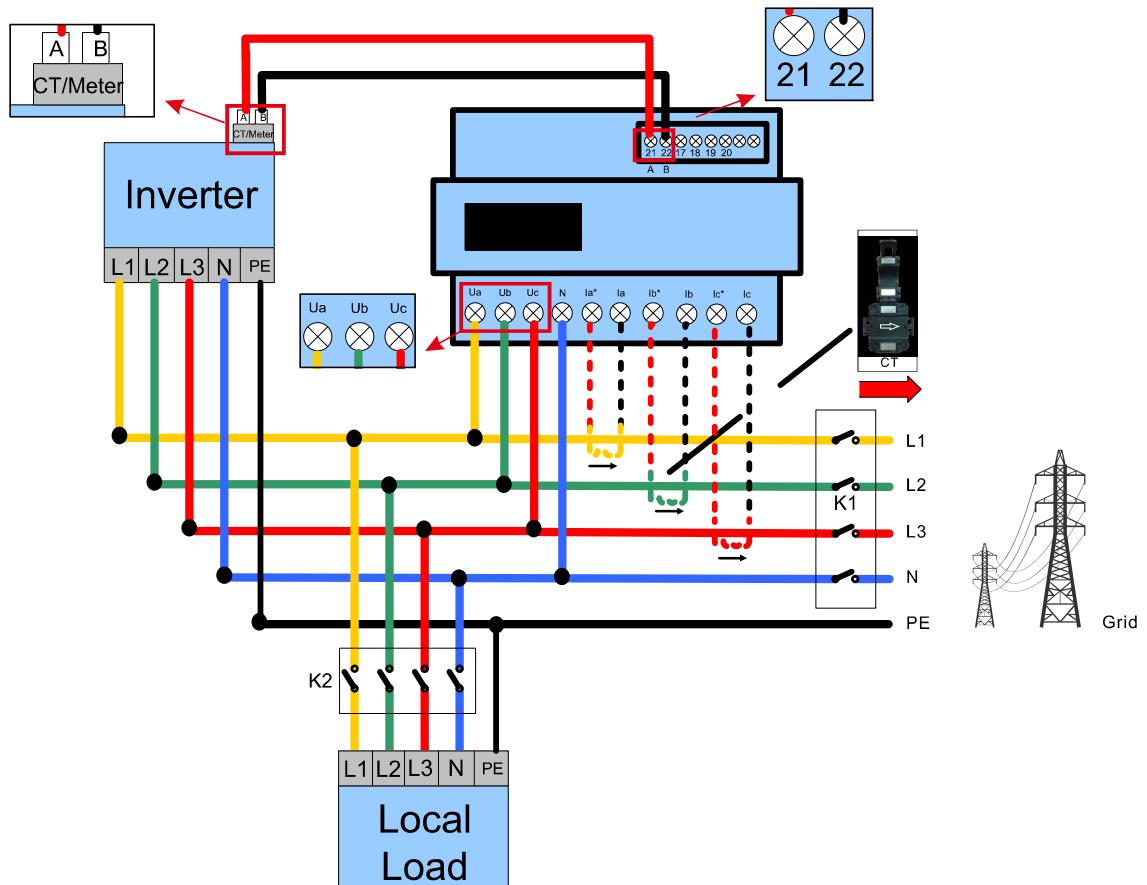 A B
CT/Meter
21 22
A B
CT/Meter
21 22 17 18 19 20
A B
Inverter
L1 L2 L3 N PE
Ua Ub Uc N Ia* Ia Ib* Ib Ic* Ic
Ua Ub Uc
CT
L1
L2
K1
L3
N
PE
Grid
K2
L1 L2 L3 N PE
Local
Load